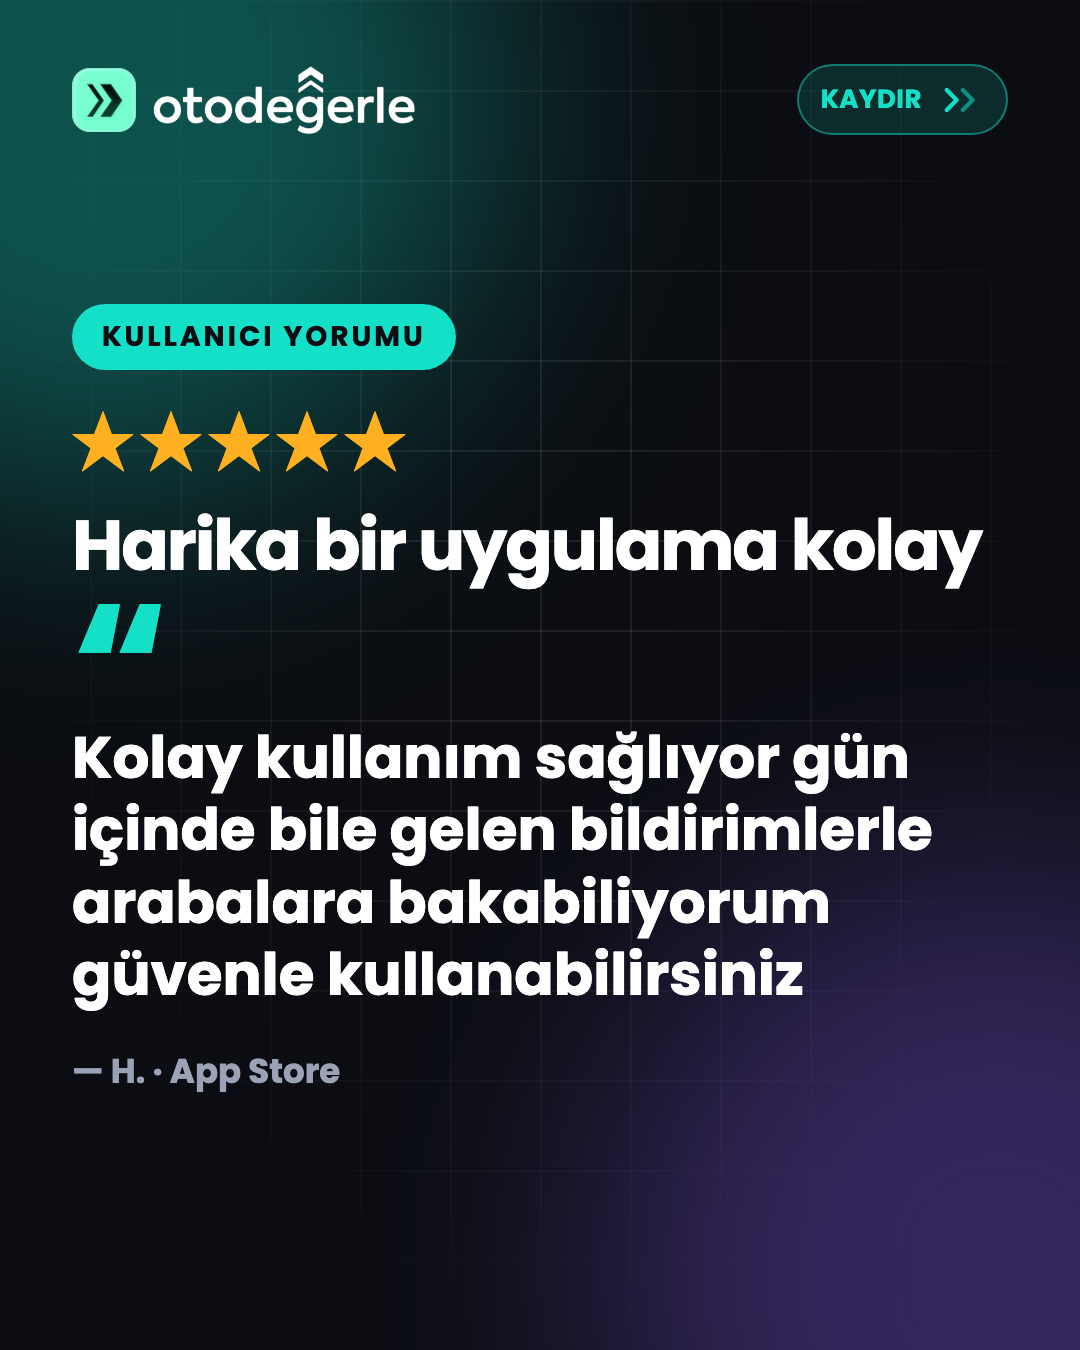 otodeğerle
KAYDIR
KULLANICI YORUMU
Harika bir uygulama kolay
“
Kolay kullanım sağlıyor gün
içinde bile gelen bildirimlerle
arabalara bakabiliyorum
güvenle kullanabilirsiniz
— H. · App Store